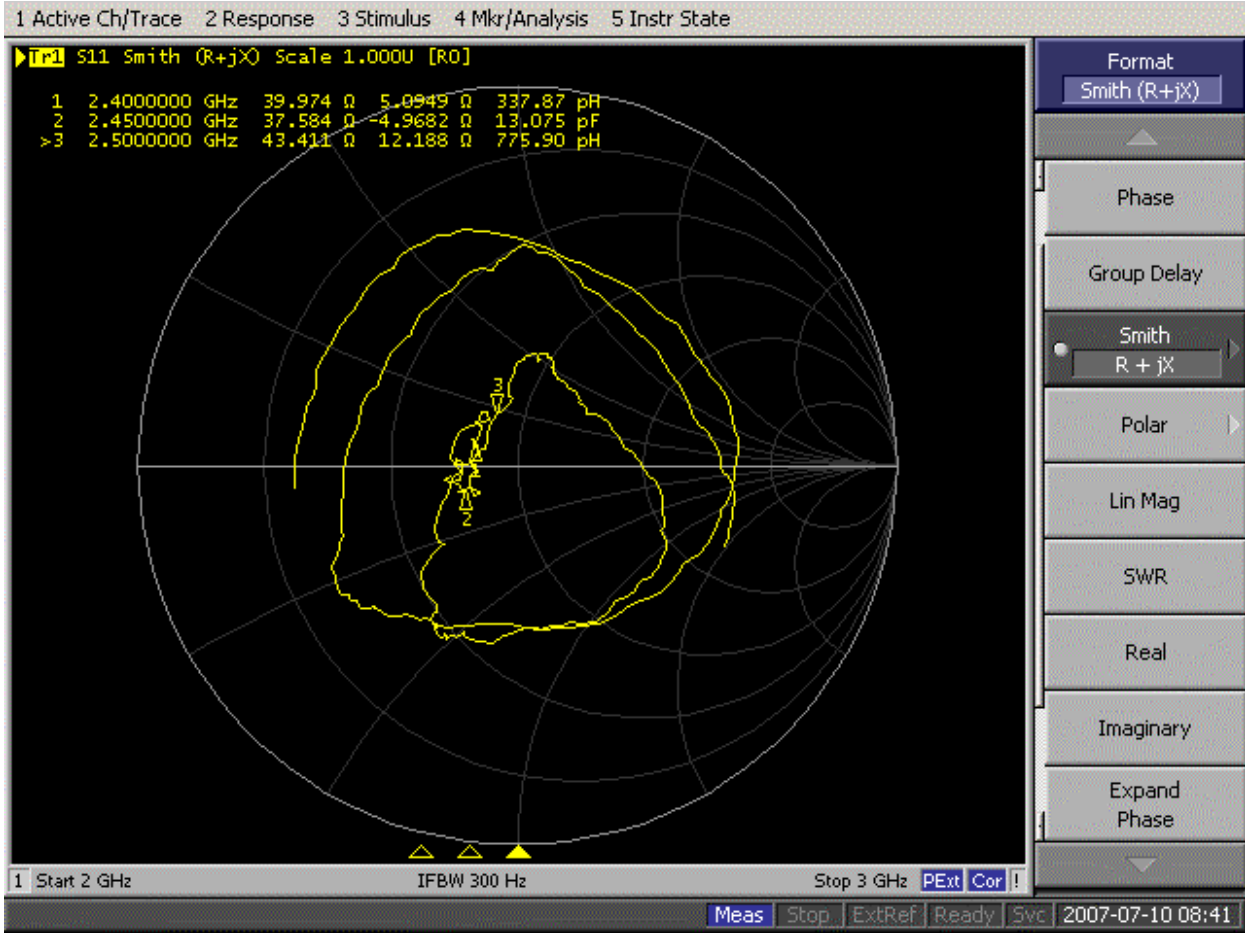 1 Active Ch/Trace 2 Response 3 Stimulus 4 Mkr/Analysis 5 Instr State
Tr1 S11 Smith (R+jX) Scale 1.000U [R0]
1 2.4000000 GHz 39.974 Ω 5.0949 Ω 337.87 pH
2 2.4500000 GHz 37.584 Ω -4.9682 Ω 13.075 pF
>3 2.5000000 GHz 43.411 Ω 12.188 Ω 775.90 pH
3
2
Format
Smith (R+jX)
Phase
Group Delay
Smith
R + jX
Polar
Lin Mag
SWR
Real
Imaginary
Expand
Phase
1 Start 2 GHz IFBW 300 Hz Stop 3 GHz PExt Cor !
Meas Stop ExtRef Ready Svc 2007-07-10 08:41